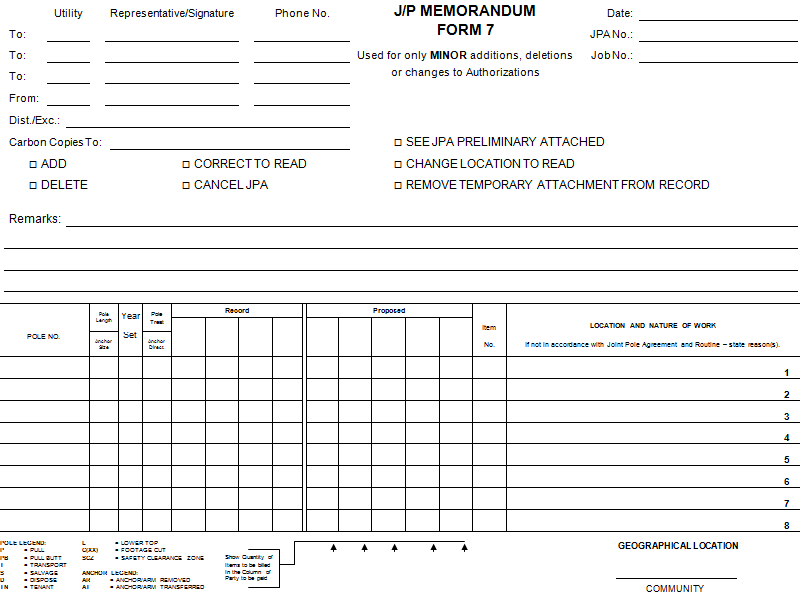 Utility Representative/Signature Phone No. J/P MEMORANDUM Date:
To: FORM 7 JPA No.:
To: Used for only MINOR additions, deletions Job No.:
To: or changes to Authorizations
From:
Dist./Exc.:
Carbon Copies To: □ SEE JPA PRELIMINARY ATTACHED
□ ADD □ CORRECT TO READ □ CHANGE LOCATION TO READ
□ DELETE □ CANCEL JPA □ REMOVE TEMPORARY ATTACHMENT FROM RECORD
Remarks:
POLE NO.
Pole Length
Anchor Size
Year Set
Pole Treat
Anchor Direct
Record
Proposed
Item No.
LOCATION AND NATURE OF WORK
If not in accordance with Joint Pole Agreement and Routine – state reason(s).
1
2
3
4
5
6
7
8
POLE LEGEND:
P = PULL
PB = PULL BUTT
T = TRANSPORT
S = SALVAGE
D = DISPOSE
TN = TENANT
L = LOWER TOP
C(XX) = FOOTAGE CUT
SCZ = SAFETY CLEARANCE ZONE
ANCHOR LEGEND:
AR = ANCHOR/ARM REMOVED
AT = ANCHOR/ARM TRANSFERRED
Show Quantity of
Items to be billed
in the Column of
Party to be paid
GEOGRAPHICAL LOCATION
COMMUNITY